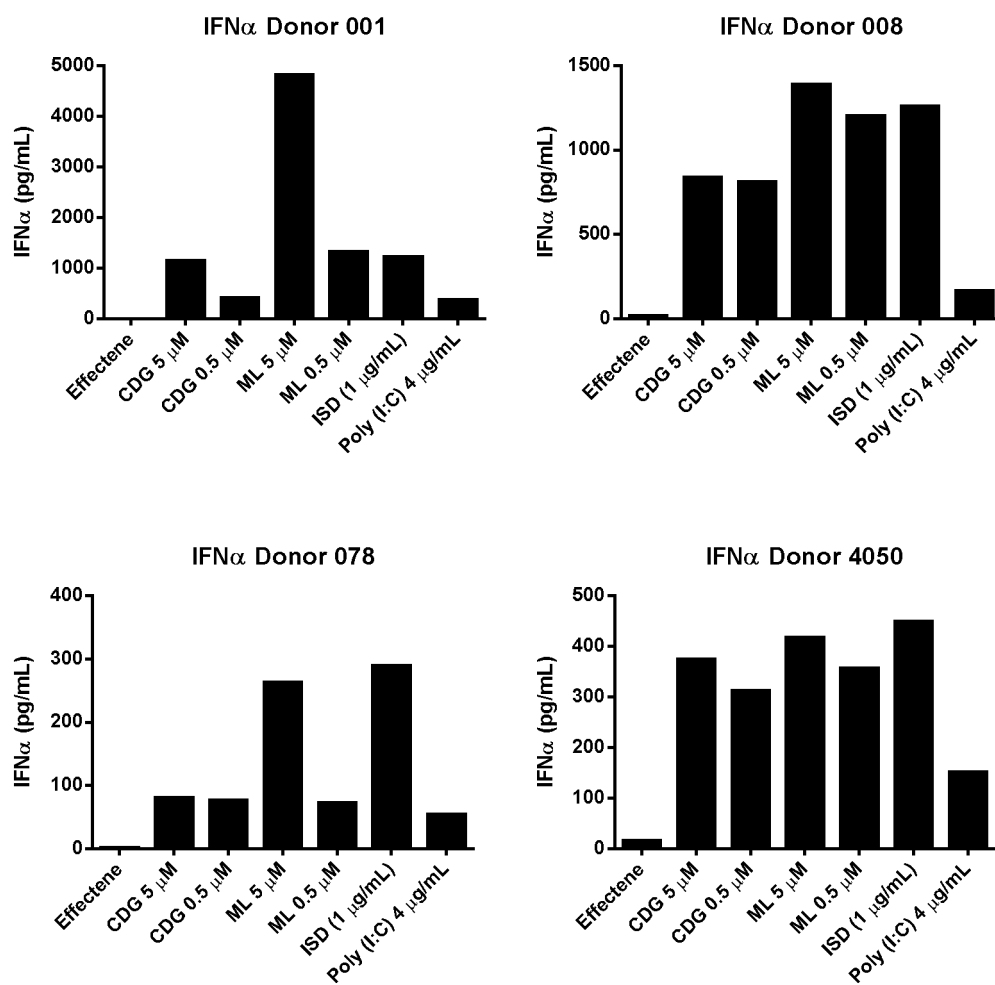 IFNα Donor 001
IFNα (pg/mL)
5000
4000
3000
2000
1000
0
Effectene
CDG 5 μM
CDG 0.5 μM
ML 5 μM
ML 0.5 μM
ISD (1 μg/mL)
Poly (I:C) 4 μg/mL
IFNα Donor 008
IFNα (pg/mL)
1500
1000
500
0
Effectene
CDG 5 μM
CDG 0.5 μM
ML 5 μM
ML 0.5 μM
ISD (1 μg/mL)
Poly (I:C) 4 μg/mL
IFNα Donor 078
IFNα (pg/mL)
400
300
200
100
0
Effectene
CDG 5 μM
CDG 0.5 μM
ML 5 μM
ML 0.5 μM
ISD (1 μg/mL)
Poly (I:C) 4 μg/mL
IFNα Donor 4050
IFNα (pg/mL)
500
400
300
200
100
0
Effectene
CDG 5 μM
CDG 0.5 μM
ML 5 μM
ML 0.5 μM
ISD (1 μg/mL)
Poly (I:C) 4 μg/mL